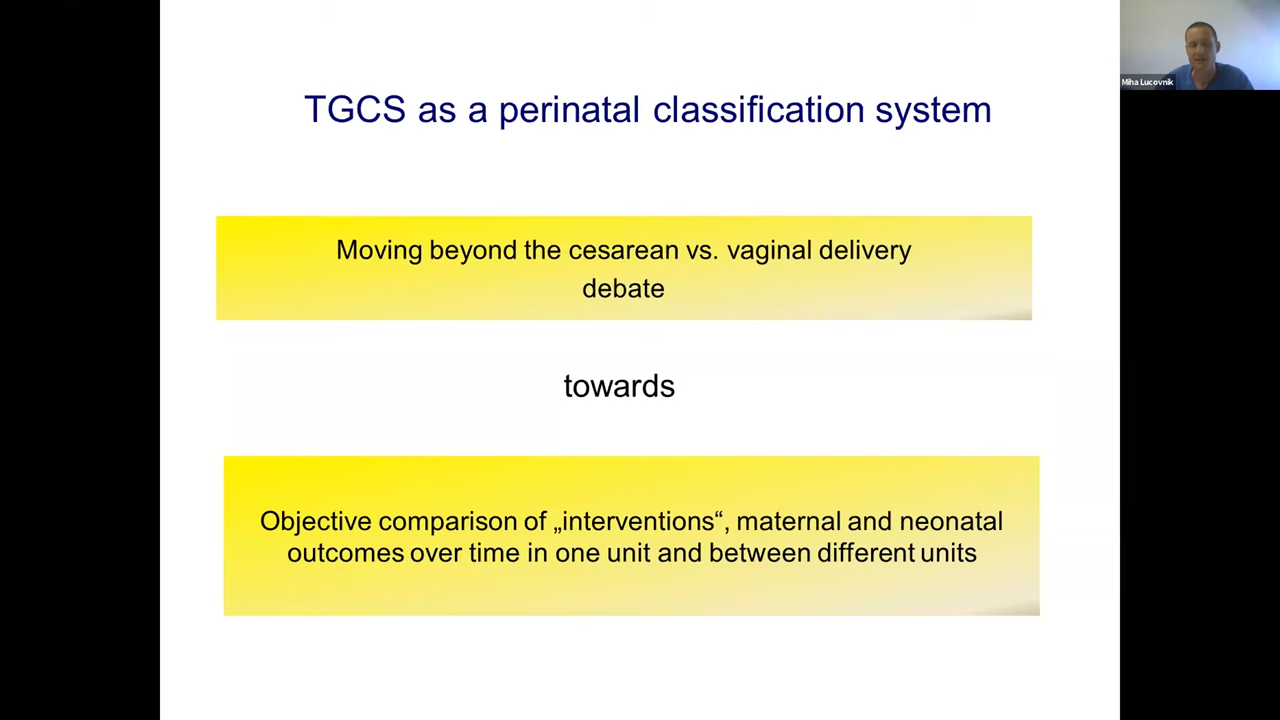 Miha Lucovnik
TGCS as a perinatal classification system
Moving beyond the cesarean vs. vaginal delivery
debate
towards
Objective comparison of „interventions“, maternal and neonatal
outcomes over time in one unit and between different units